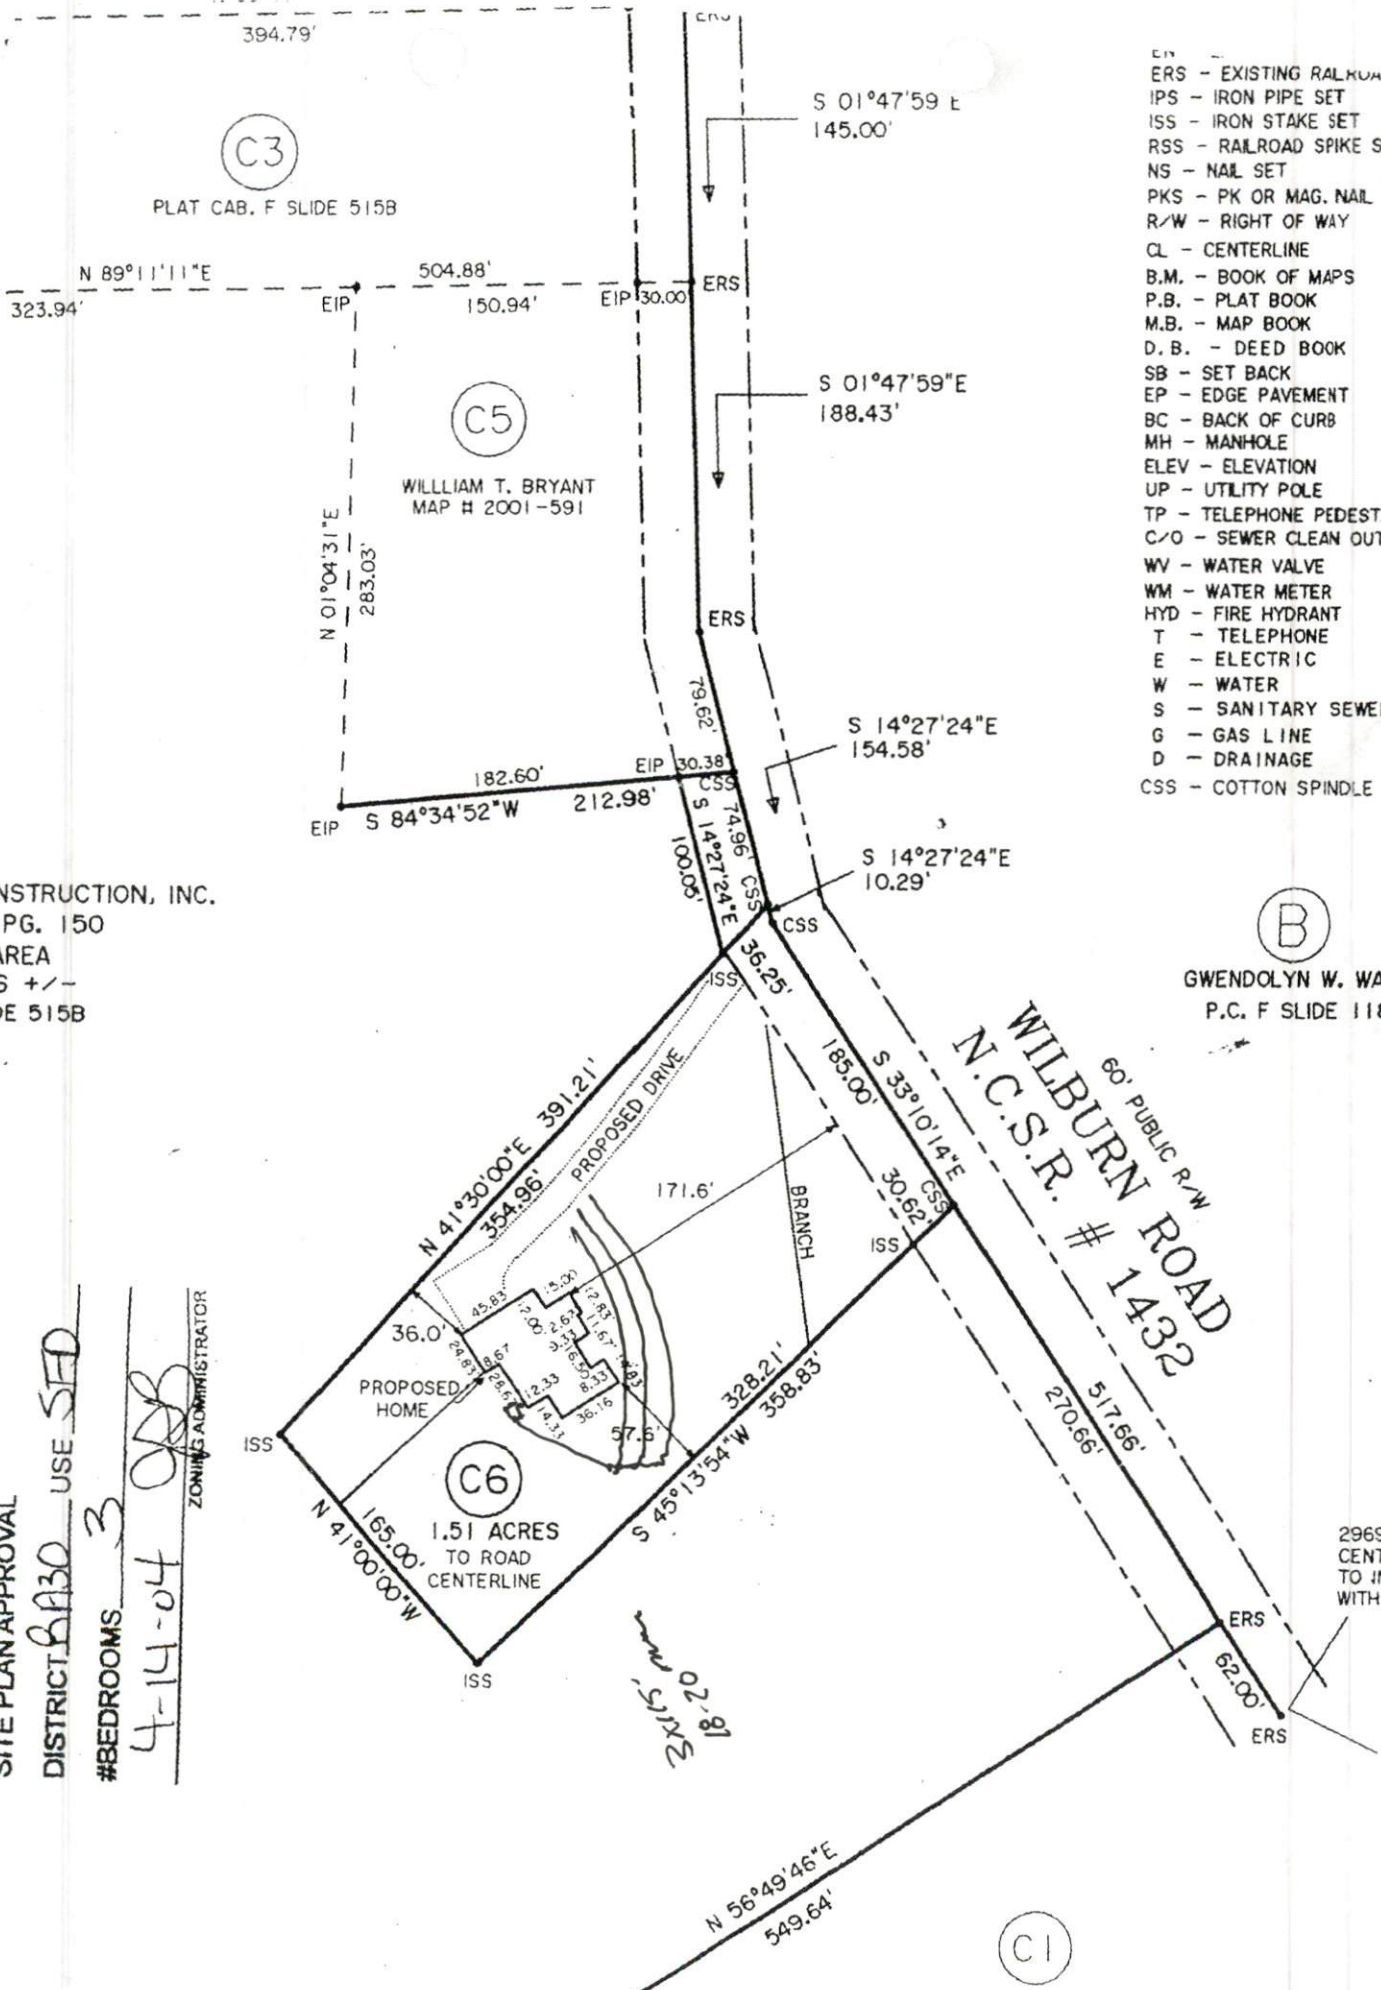 394.79'
C3
PLAT CAB. F SLIDE 515B
N 89°11'11"E
504.88'
323.94'
EIP
150.94'
EIP
30.00
ERS
ERS
S 01°47'59 E
145.00'
ERS - EXISTING RALROA
IPS - IRON PIPE SET
ISS - IRON STAKE SET
RSS - RAILROAD SPIKE S
NS - NAIL SET
PKS - PK OR MAG. NAIL
R/W - RIGHT OF WAY
CL - CENTERLINE
B.M. - BOOK OF MAPS
P.B. - PLAT BOOK
M.B. - MAP BOOK
D.B. - DEED BOOK
SB - SET BACK
EP - EDGE PAVEMENT
BC - BACK OF CURB
MH - MANHOLE
ELEV - ELEVATION
UP - UTILITY POLE
TP - TELEPHONE PEDEST
C/O - SEWER CLEAN OUT
WV - WATER VALVE
WM - WATER METER
HYD - FIRE HYDRANT
T - TELEPHONE
E - ELECTRIC
W - WATER
S - SANITARY SEWE
G - GAS LINE
D - DRAINAGE
CSS - COTTON SPINDLE
C5
WILLLIAM T. BRYANT
MAP # 2001-591
S 01°47'59"E
188.43'
N 01°04'31"E
283.03'
ERS
79.62'
S 14°27'24"E
154.58'
182.60'
EIP
30.38'
CSS
EIP
S 84°34'52"W
212.98'
74.96'
CSS
S 14°27'24"E
100.05'
S 14°27'24"E
10.29'
CSS
NSTRUCTION, INC.
PG. 150
AREA
S +/-
DE 515B
B
GWENDOLYN W. WA
P.C. F SLIDE 118
ISS
36.25'
S 33°10'14"E
185.00'
WILBURN ROAD
N.C.S.R. # 1432
60' PUBLIC R/W
N 41°30'00"E 391.21'
354.96'
PROPOSED DRIVE
171.6'
BRANCH
30.62'
CSS
ISS
36.0'
45.83'
15.00'
12.00'
12.83'
2.67
11.67'
9.33
16.50
14.83
8.33
24.83'
8.67
28.67
12.33
14.33
36.16
PROPOSED
HOME
57.6'
328.21'
S 45°13'54"W 358.83'
517.66'
270.66'
ISS
C6
1.51 ACRES
TO ROAD
CENTERLINE
165.00'
N 41°00'00"W
ISS
SITE PLAN APPROVAL
DISTRICT RA30 USE SFD
#BEDROOMS 3
4-14-04
ZONING ADMINISTRATOR
18-20
2969
CENT
TO I
WITH
ERS
62.00'
ERS
N 56°49'46"E
549.64'
C1